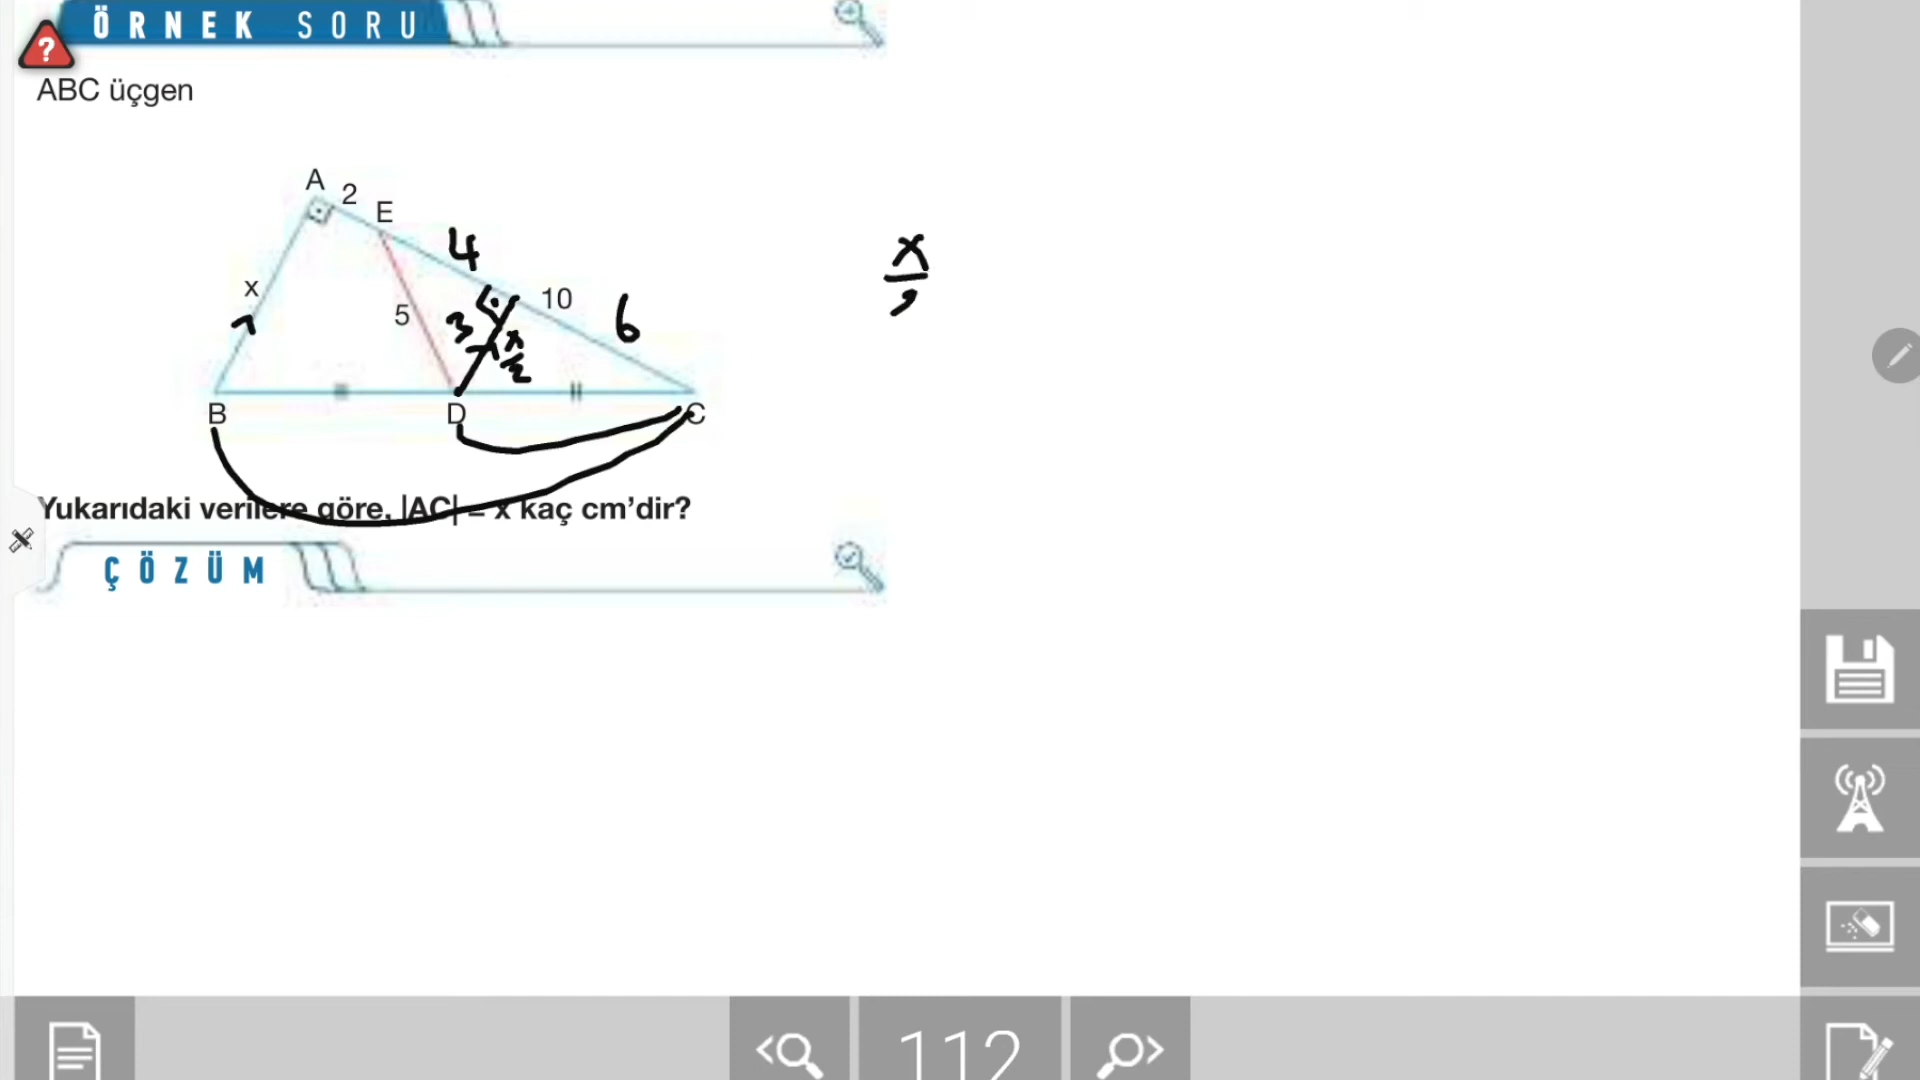 ÖRNEK SORU
?
ABC üçgen
A
2
E
4
x
5
3
x
2
10
6
x
B
D
C
Yukarıdaki verilere göre, |AC| = x kaç cm'dir?
ÇÖZÜM
112